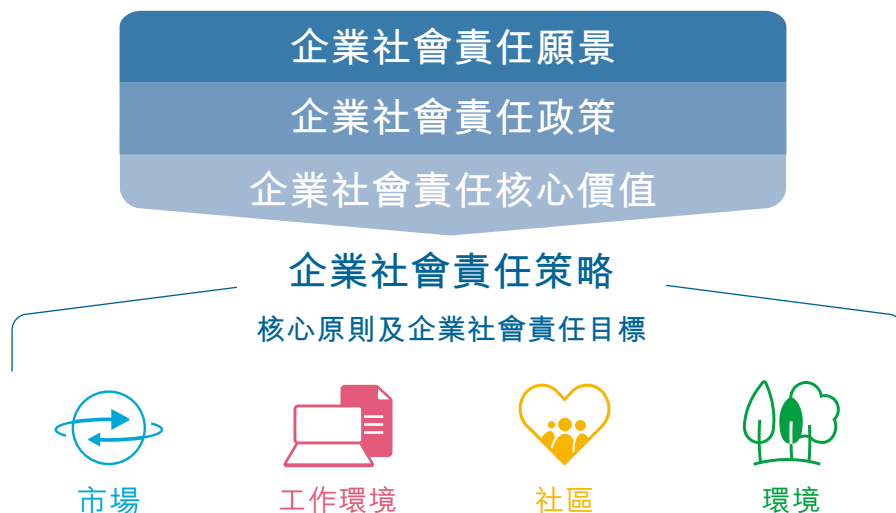 企業社會責任願景
企業社會責任政策
企業社會責任核心價值
企業社會責任策略
核心原則及企業社會責任目標
市場
工作環境
社區
環境